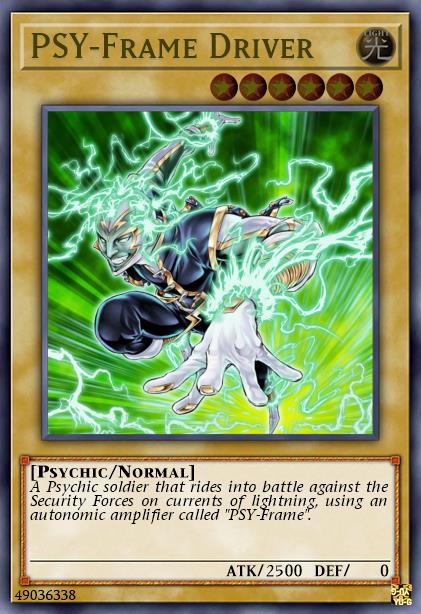 PSY-Frame Driver
LIGHT
光
[Psychic/Normal]
A Psychic soldier that rides into battle against the
Security Forces on currents of lightning, using an
autonomic amplifier called "PSY-Frame".
ATK/2500 DEF/ 0
49036338